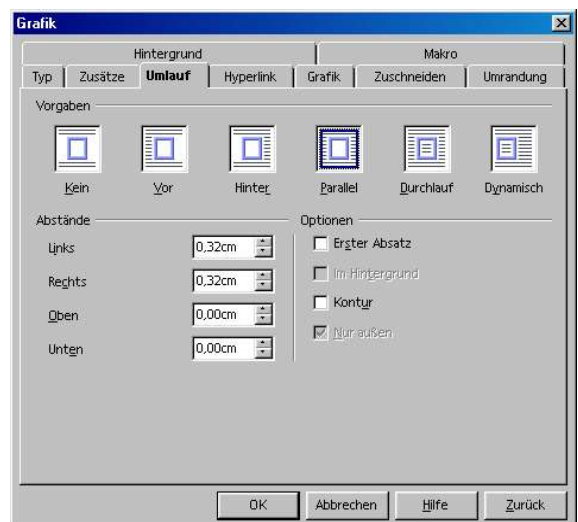 Grafik
Hintergrund Makro
Typ Zusätze Umlauf Hyperlink Grafik Zuschneiden Umrandung
Vorgaben
Kein Vor Hinter Parallel Durchlauf Dynamisch
Abstände
Links 0,32cm
Rechts 0,32cm
Oben 0,00cm
Unten 0,00cm
Optionen
Erster Absatz
Im Hintergrund
Kontur
Nur außen
OK Abbrechen Hilfe Zurück